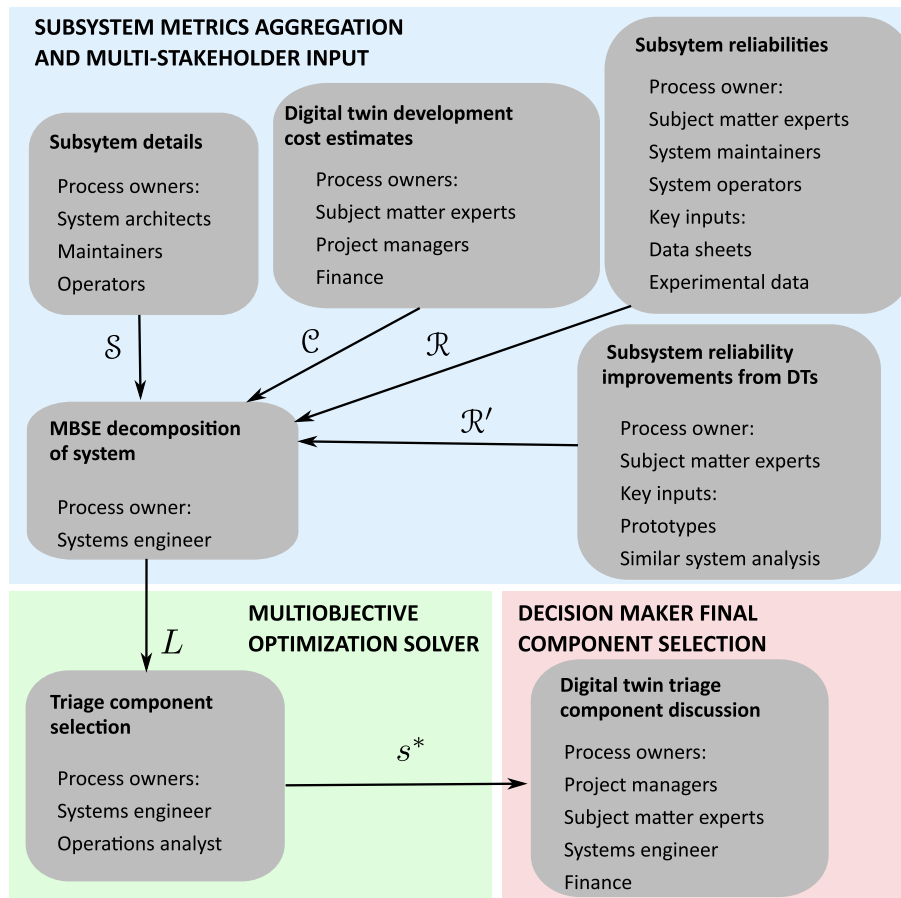 SUBSYSTEM METRICS AGGREGATION
AND MULTI-STAKEHOLDER INPUT
Subsytem details
Process owners:
System architects
Maintainers
Operators
Digital twin development
cost estimates
Process owners:
Subject matter experts
Project managers
Finance
Subsytem reliabilities
Process owner:
Subject matter experts
System maintainers
System operators
Key inputs:
Data sheets
Experimental data
𝒮
𝒞
ℛ
ℛ′
Subsystem reliability
improvements from DTs
Process owner:
Subject matter experts
Key inputs:
Prototypes
Similar system analysis
MBSE decomposition
of system
Process owner:
Systems engineer
L
MULTIOBJECTIVE
OPTIMIZATION SOLVER
Triage component
selection
Process owners:
Systems engineer
Operations analyst
s*
DECISION MAKER FINAL
COMPONENT SELECTION
Digital twin triage
component discussion
Process owners:
Project managers
Subject matter experts
Systems engineer
Finance